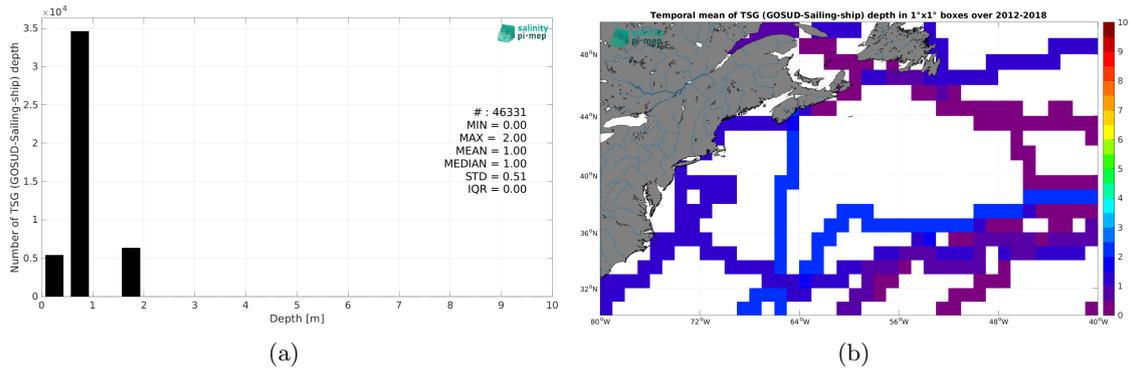 ×10⁴
3.5
3
2.5
2
1.5
1
0.5
0
Number of TSG (GOSUD-Sailing-ship) depth
salinity
pi-mep
# : 46331
MIN = 0.00
MAX = 2.00
MEAN = 1.00
MEDIAN = 1.00
STD = 0.51
IQR = 0.00
0 1 2 3 4 5 6 7 8 9 10
Depth [m]
(a)
Temporal mean of TSG (GOSUD-Sailing-ship) depth in 1°x1° boxes over 2012-2018
salinity
pi-mep
48°N
44°N
40°N
36°N
32°N
80°W 72°W 64°W 56°W 48°W 40°W
10
9
8
7
6
5
4
3
2
1
0
(b)